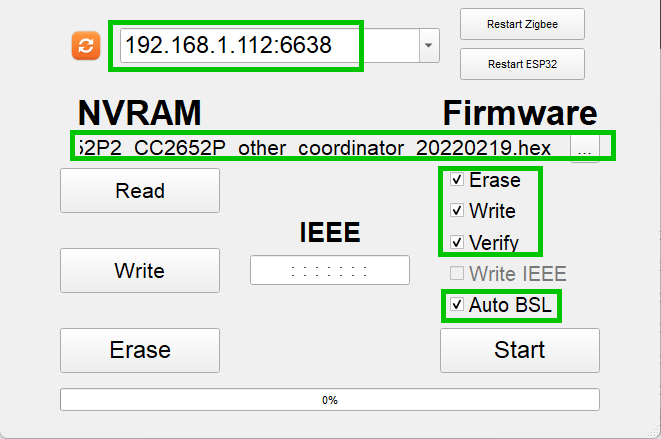 192.168.1.112:6638
Restart Zigbee
Restart ESP32
NVRAM
Firmware
52P2_CC2652P_other_coordinator_20220219.hex
...
Read
Erase
Write
IEEE
Verify
Write
: : : : : : :
Write IEEE
Auto BSL
Erase
Start
0%